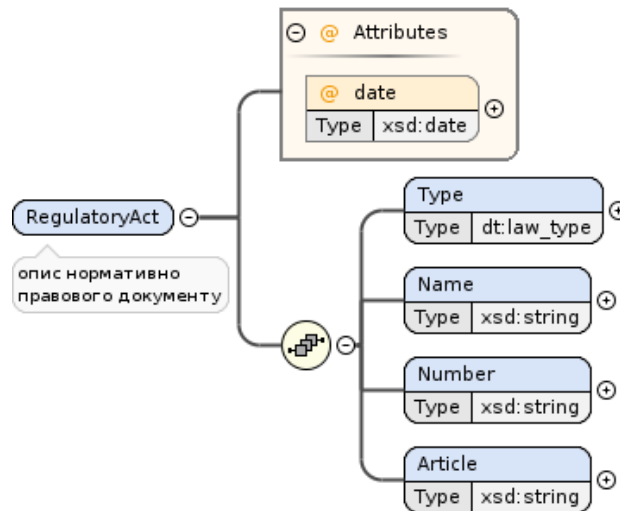 @ Attributes
@ date
Type xsd:date
RegulatoryAct
опис нормативно
правового документу
Type
Type dt:law_type
Name
Type xsd:string
Number
Type xsd:string
Article
Type xsd:string